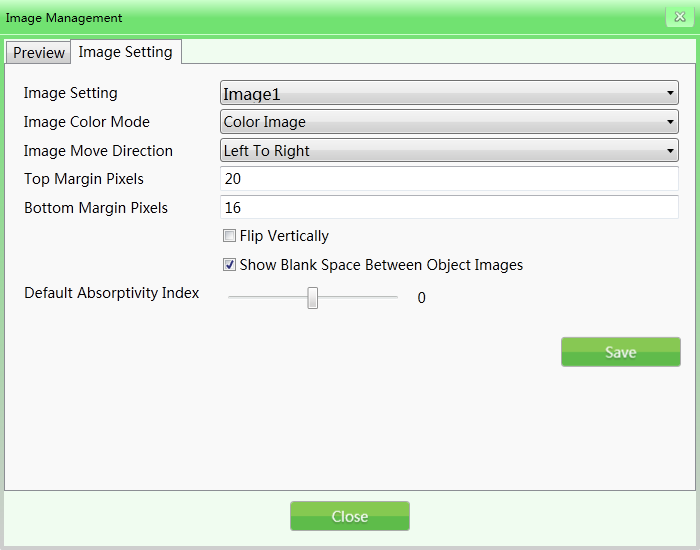 Image Management
Preview Image Setting
Image Setting Image1
Image Color Mode Color Image
Image Move Direction Left To Right
Top Margin Pixels 20
Bottom Margin Pixels 16
Flip Vertically
Show Blank Space Between Object Images
Default Absorptivity Index 0
Save
Close